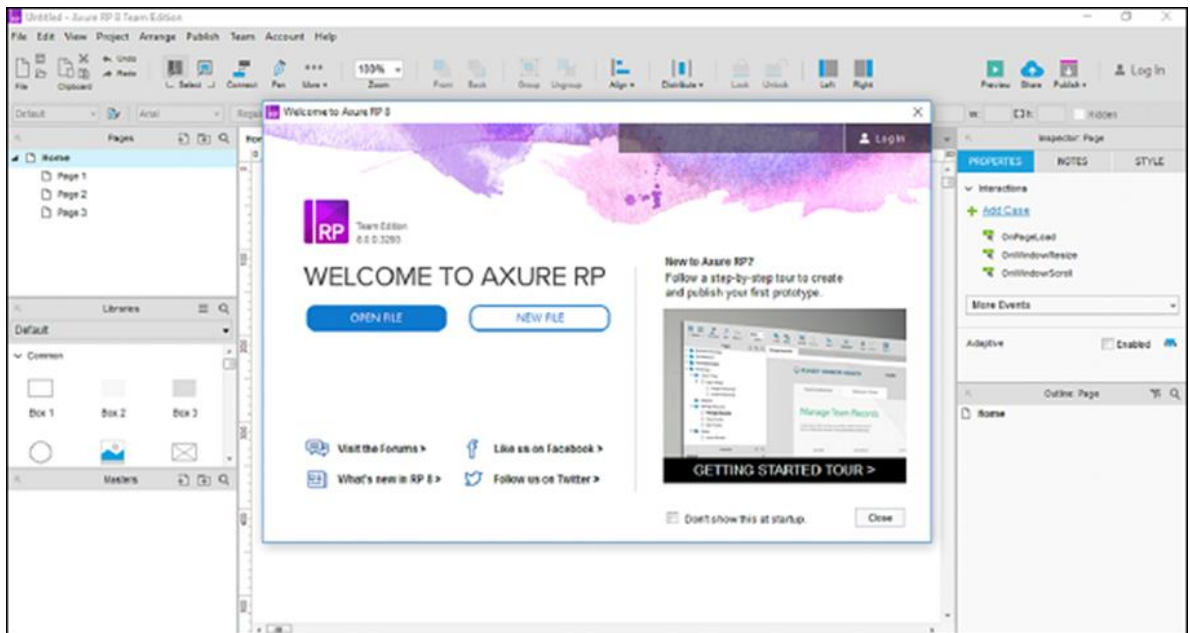 Untitled - Axure RP 8 Team Edition
File Edit View Project Arrange Publish Team Account Help
Undo
Redo
100%
File Clipboard Select Connect Pen More Zoom Front Back Group Ungroup Align Distribute Lock Unlock Left Right Preview Share Publish Log In
Default Arial w: h: Hidden
Pages
Home
Page 1
Page 2
Page 3
Libraries
Default
Common
Box 1 Box 2 Box 3
Masters
Welcome to Axure RP 8
Log In
RP
Team Edition
8.0.0.3293
WELCOME TO AXURE RP
OPEN FILE NEW FILE
Visit the Forums >
Like us on Facebook >
What's new in RP 8 >
Follow us on Twitter >
New to Axure RP?
Follow a step-by-step tour to create
and publish your first prototype.
Manage Team Records
GETTING STARTED TOUR >
Don't show this at startup.
Close
Inspector: Page
PROPERTIES NOTES STYLE
Interactions
Add Case
OnPageLoad
OnWindowResize
OnWindowScroll
More Events
Adaptive Enabled
Outline: Page
Home